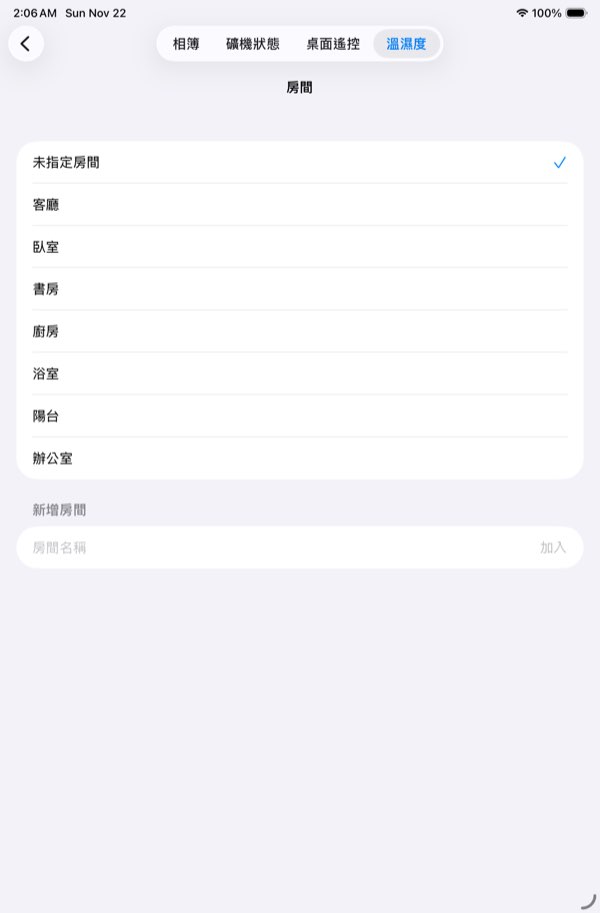 2:06 AM Sun Nov 22 100%
相簿 礦機狀態 桌面遙控 溫濕度
房間
未指定房間
客廳
臥室
書房
廚房
浴室
陽台
辦公室
新增房間
房間名稱 加入